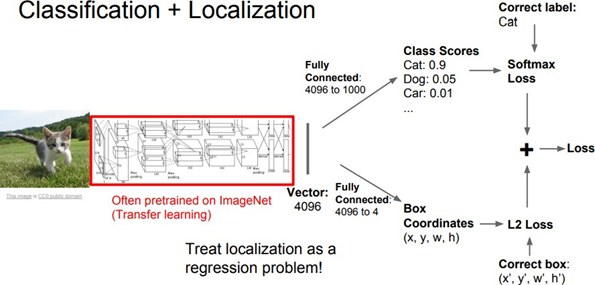 Classification + Localization
Correct label:
Cat
Fully
Connected:
4096 to 1000
Class Scores
Cat: 0.9
Dog: 0.05
Car: 0.01
...
Softmax
Loss
+
Loss
This image is CC0 public domain
Often pretrained on ImageNet
(Transfer learning)
Vector:
4096
Fully
Connected:
4096 to 4
Box
Coordinates
(x, y, w, h)
L2 Loss
Treat localization as a
regression problem!
Correct box:
(x', y', w', h')